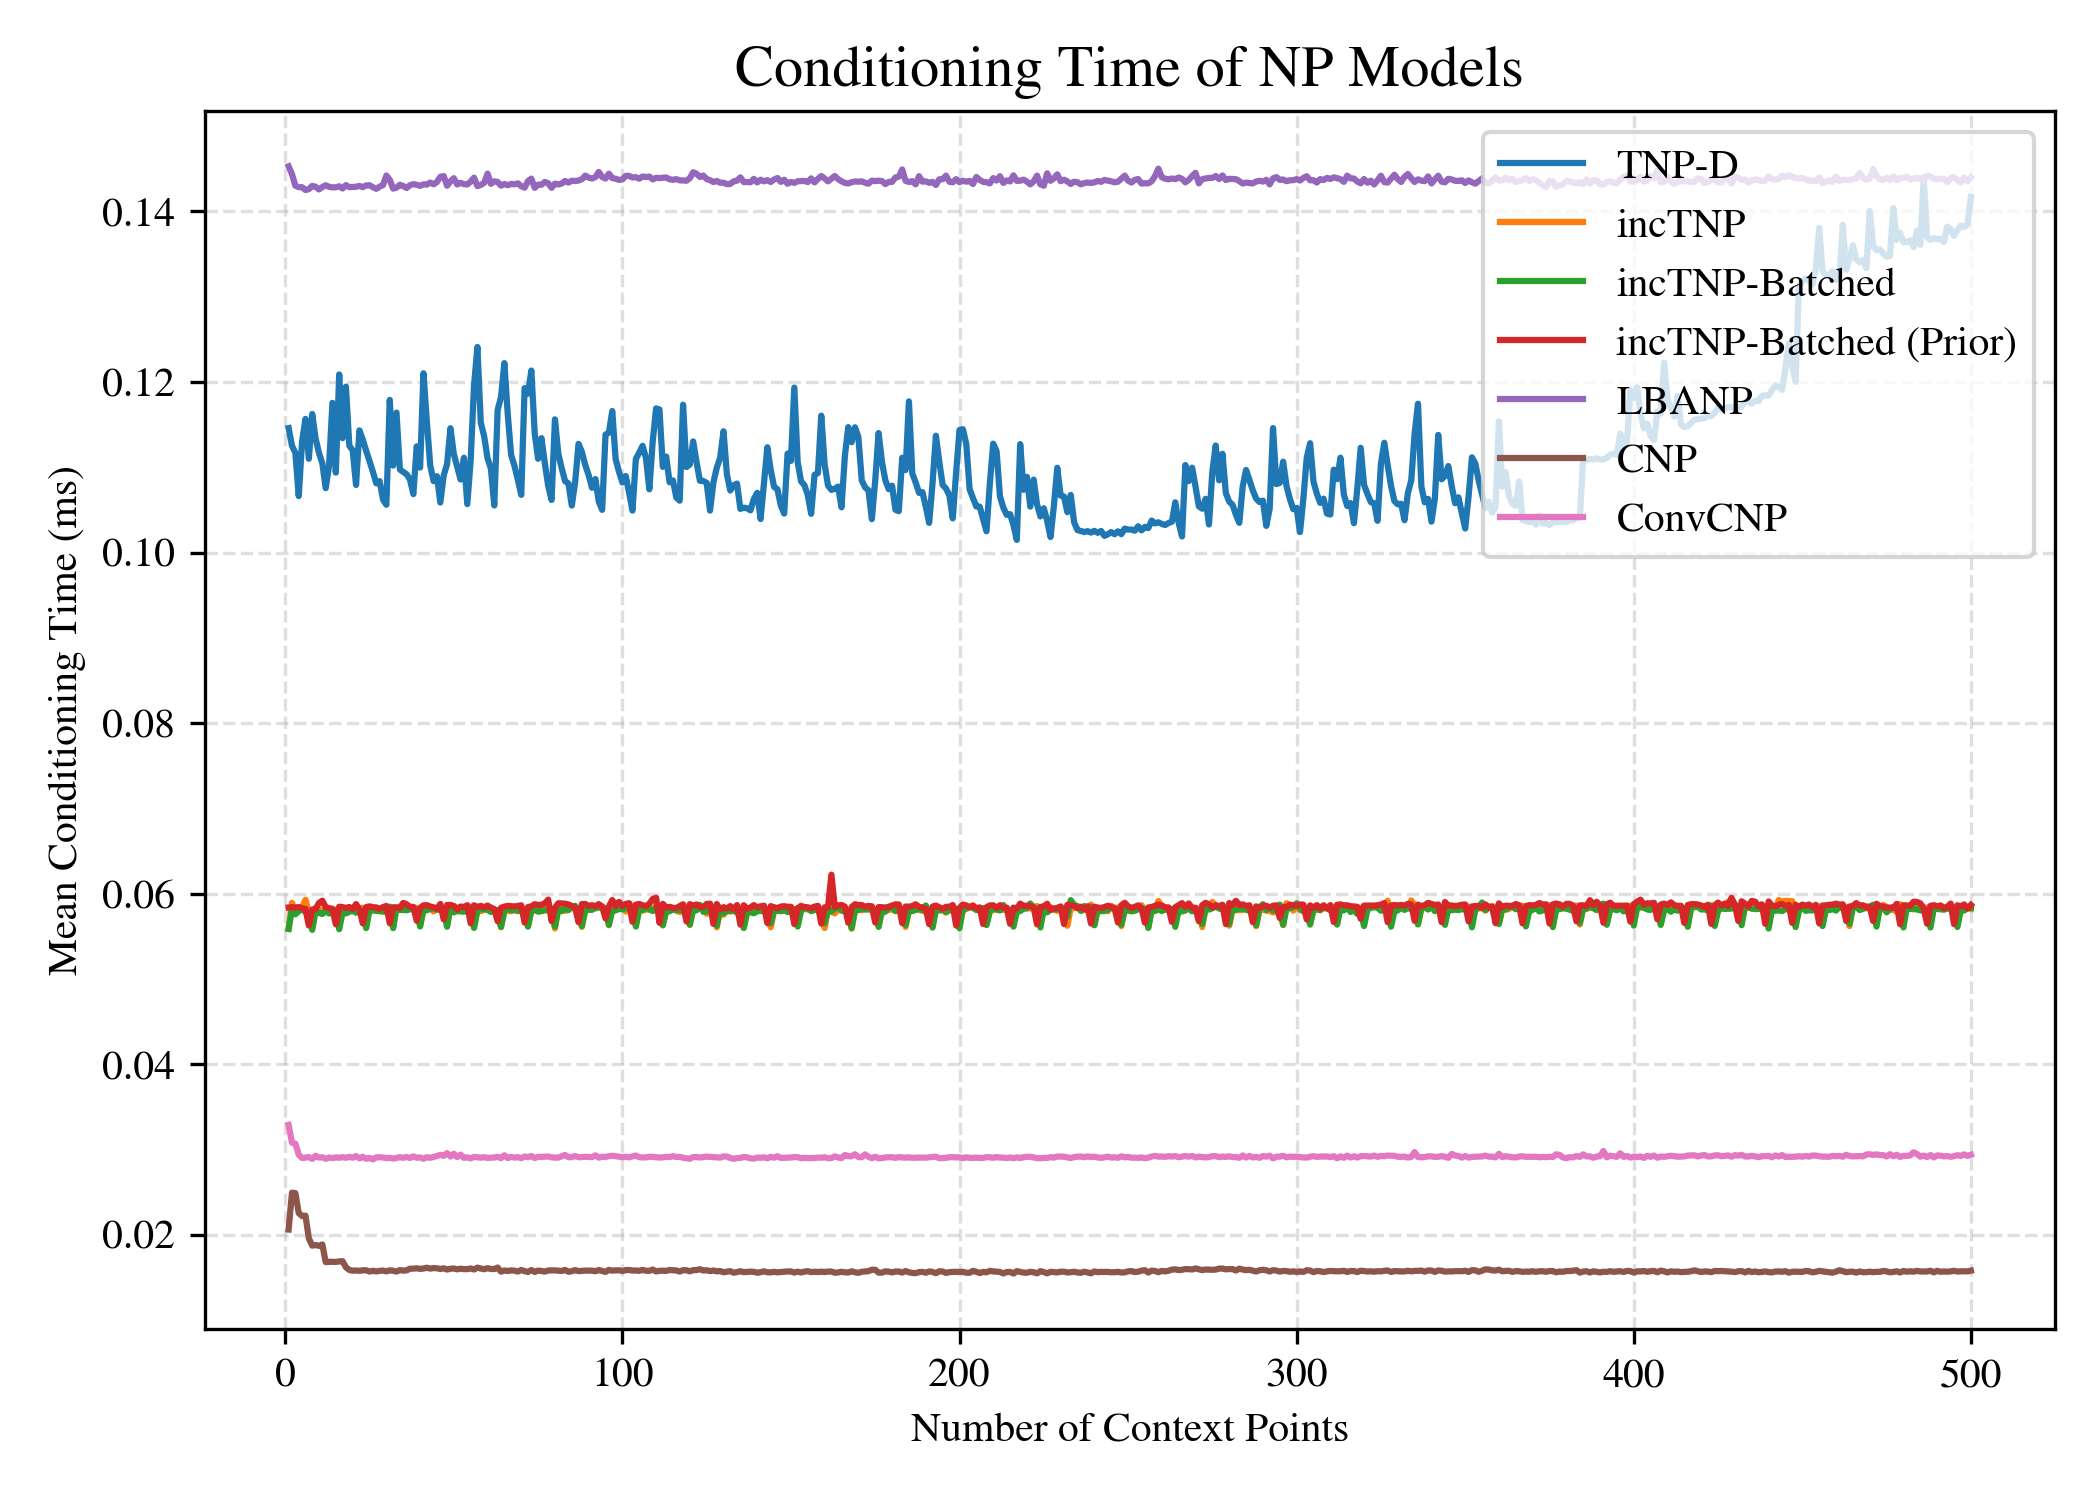 Conditioning Time of NP Models
Mean Conditioning Time (ms)
0.14
0.12
0.10
0.08
0.06
0.04
0.02
TNP-D
incTNP
incTNP-Batched
incTNP-Batched (Prior)
LBANP
CNP
ConvCNP
0 100 200 300 400 500
Number of Context Points